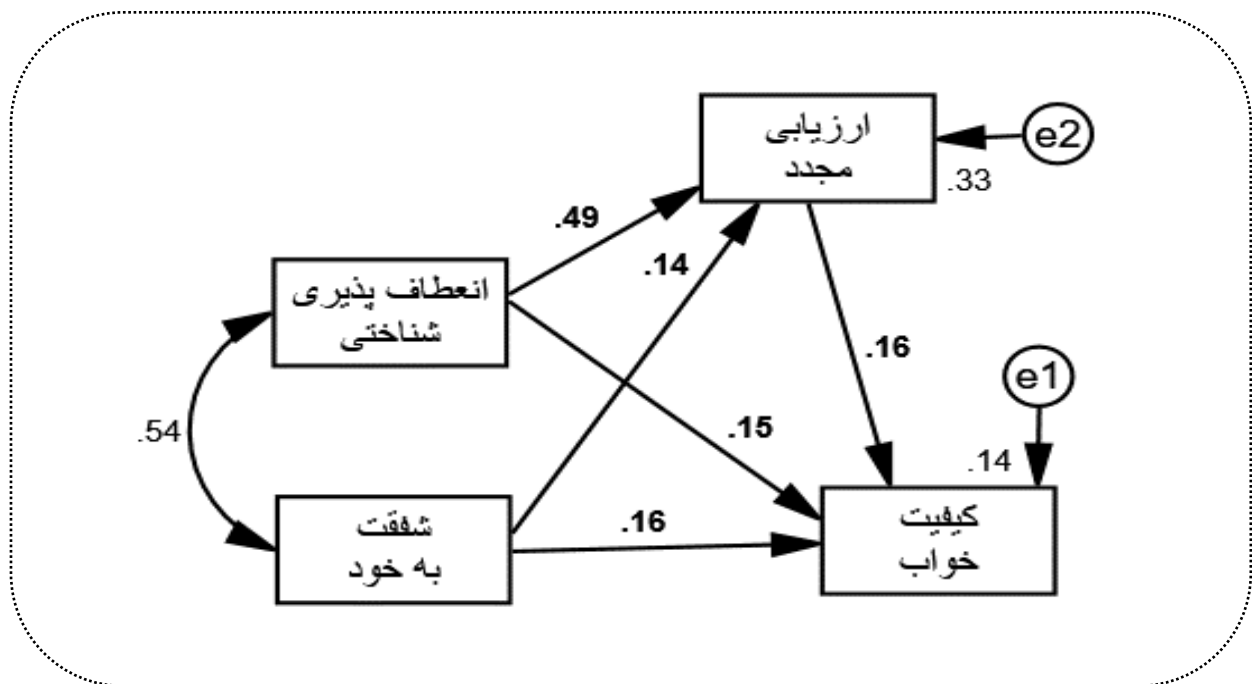 ارزیابی
مجدد
e2
.33
.49
.14
انعطاف پذیری
شناختی
.16
e1
.54
.15
.14
شفقت
به خود
.16
کیفیت
خواب